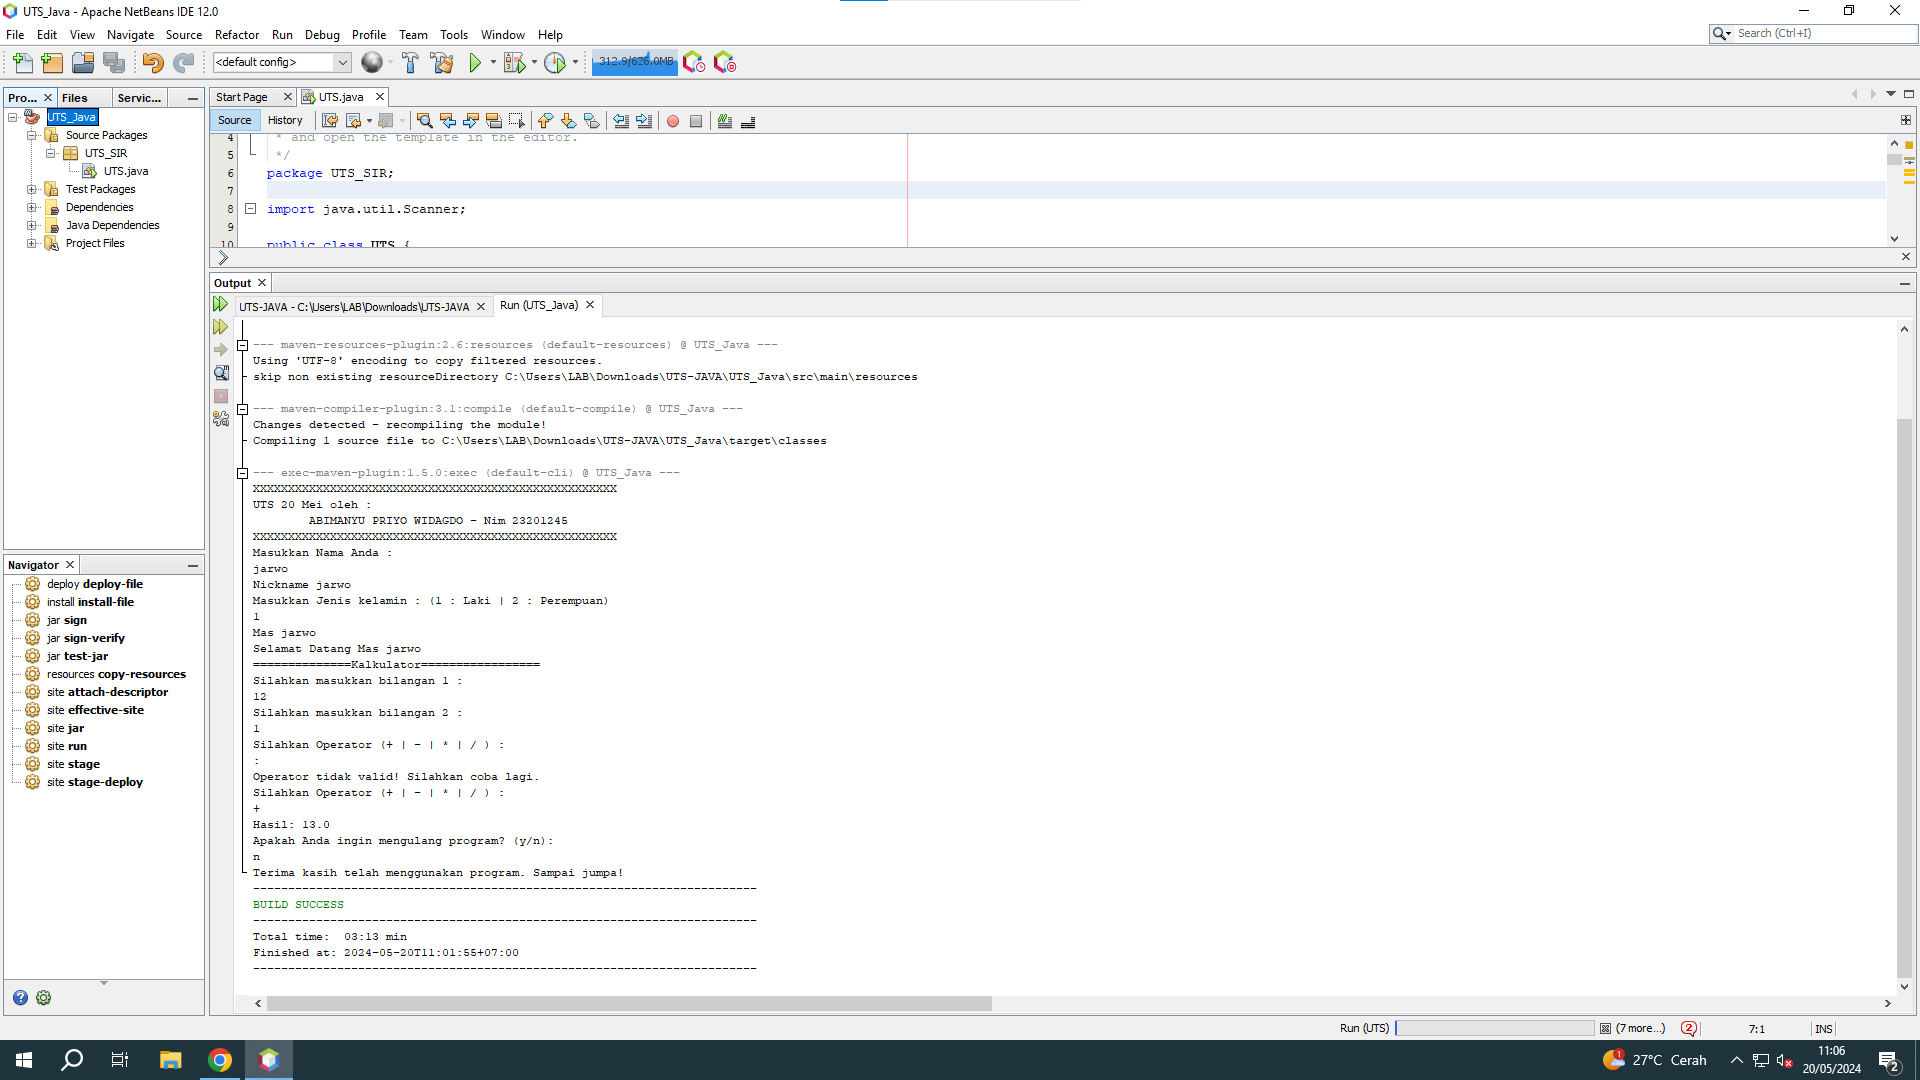 UTS_Java - Apache NetBeans IDE 12.0
File Edit View Navigate Source Refactor Run Debug Profile Team Tools Window Help
Search (Ctrl+I)
<default config>
312.9/626.0MB
Pro... Files Servic...
Start Page UTS.java
Source History
UTS_Java
Source Packages
UTS_SIR
UTS.java
Test Packages
Dependencies
Java Dependencies
Project Files
4 * and open the template in the editor.
5 */
6 package UTS_SIR;
7
8 import java.util.Scanner;
9
10 public class UTS {
Output
UTS-JAVA - C:\Users\LAB\Downloads\UTS-JAVA Run (UTS_Java)
--- maven-resources-plugin:2.6:resources (default-resources) @ UTS_Java ---
Using 'UTF-8' encoding to copy filtered resources.
skip non existing resourceDirectory C:\Users\LAB\Downloads\UTS-JAVA\UTS_Java\src\main\resources
--- maven-compiler-plugin:3.1:compile (default-compile) @ UTS_Java ---
Changes detected - recompiling the module!
Compiling 1 source file to C:\Users\LAB\Downloads\UTS-JAVA\UTS_Java\target\classes
--- exec-maven-plugin:1.5.0:exec (default-cli) @ UTS_Java ---
XXXXXXXXXXXXXXXXXXXXXXXXXXXXXXXXXXXXXXXXXXXXXXXXXXXX
UTS 20 Mei oleh :
ABIMANYU PRIYO WIDAGDO - Nim 23201245
XXXXXXXXXXXXXXXXXXXXXXXXXXXXXXXXXXXXXXXXXXXXXXXXXXXX
Masukkan Nama Anda :
jarwo
Nickname jarwo
Masukkan Jenis kelamin : (1 : Laki | 2 : Perempuan)
1
Mas jarwo
Selamat Datang Mas jarwo
==============Kalkulator=================
Silahkan masukkan bilangan 1 :
12
Silahkan masukkan bilangan 2 :
1
Silahkan Operator (+ | - | * | / ) :
:
Operator tidak valid! Silahkan coba lagi.
Silahkan Operator (+ | - | * | / ) :
+
Hasil: 13.0
Apakah Anda ingin mengulang program? (y/n):
n
Terima kasih telah menggunakan program. Sampai jumpa!
------------------------------------------------------------------------
BUILD SUCCESS
------------------------------------------------------------------------
Total time: 03:13 min
Finished at: 2024-05-20T11:01:55+07:00
------------------------------------------------------------------------
Navigator
deploy deploy-file
install install-file
jar sign
jar sign-verify
jar test-jar
resources copy-resources
site attach-descriptor
site effective-site
site jar
site run
site stage
site stage-deploy
Run (UTS) (7 more...) 2 7:1 INS
1 27°C Cerah
11:06
20/05/2024
2